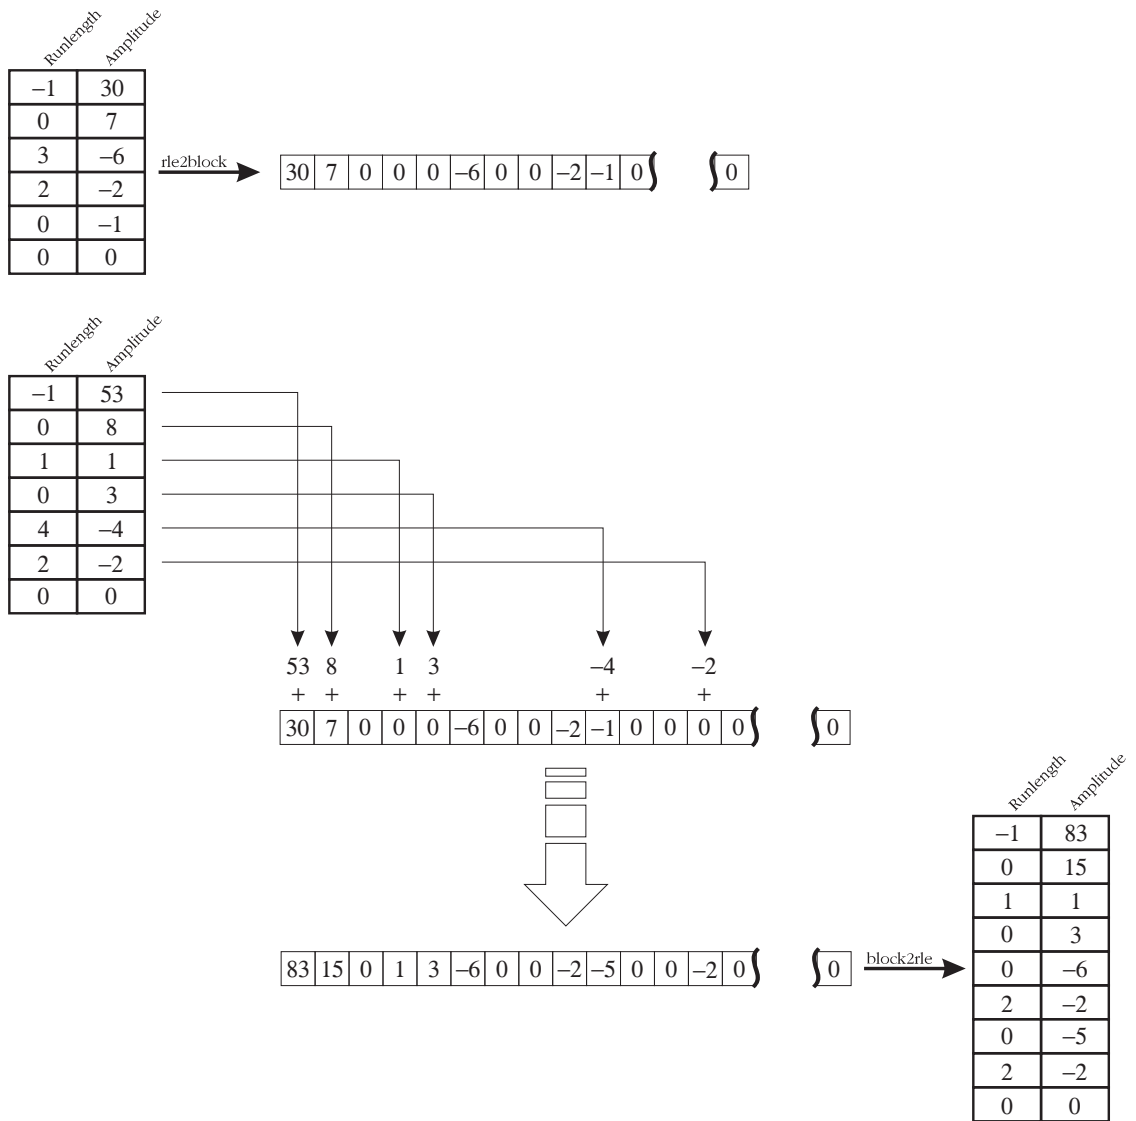 Runlength Amplitude
−1 30
0 7
3 −6
2 −2
0 −1
0 0
rle2block
30 7 0 0 0 −6 0 0 −2 −1 0 0
Runlength Amplitude
−1 53
0 8
1 1
0 3
4 −4
2 −2
0 0
53 8 1 3 −4 −2
+ + + + + +
30 7 0 0 0 −6 0 0 −2 −1 0 0 0 0 0
83 15 0 1 3 −6 0 0 −2 −5 0 0 −2 0 0
block2rle
Runlength Amplitude
−1 83
0 15
1 1
0 3
0 −6
2 −2
0 −5
2 −2
0 0